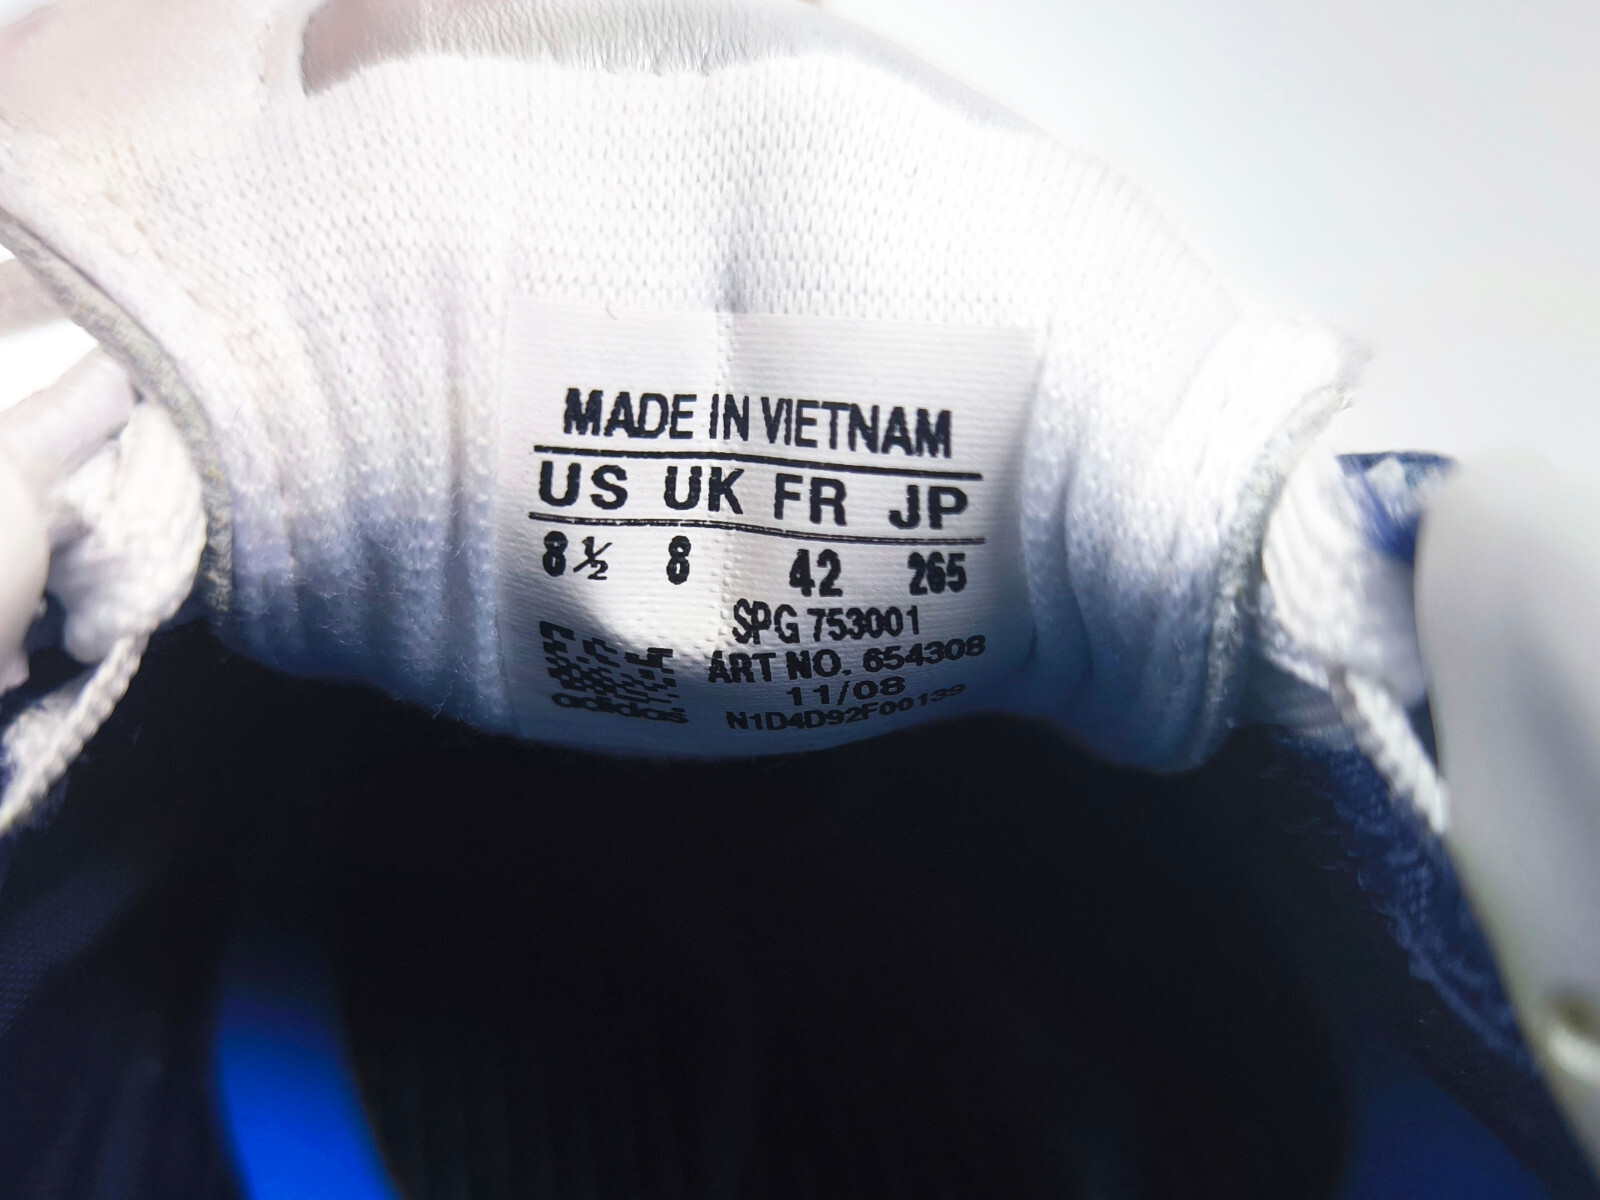 MADE IN VIETNAM
US UK FR JP
8½ 8 42 265
SPG 753001
ART NO. 654308
11/08
adidas N1D4D92F00139